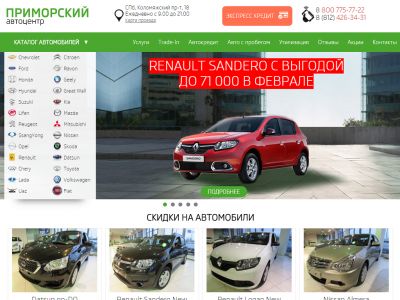 ПРИМОРСКИЙ
автоцентр
СПб, Коломяжский пр-т, 18
Ежедневно с 9.00 до 21.00
карта проезда
ЭКСПРЕСС КРЕДИТ
8 800 775-77-22
8 (812) 426-34-31
КАТАЛОГ АВТОМОБИЛЕЙ ▼
Услуги
Trade-in
Автокредит
Авто с пробегом
Утилизация
Отзывы
Акции
Контакты
Chevrolet
Citroen
Ford
Ravon
Honda
Geely
Hyundai
Great Wall
Suzuki
Kia
Lifan
Mazda
Peugeot
Mitsubishi
SsangYong
Nissan
Opel
Skoda
Renault
Datsun
Chery
Toyota
Lada
Volkswagen
Uaz
Fiat
RENAULT SANDERO С ВЫГОДОЙ
ДО 71 000 В ФЕВРАЛЕ
ПОДРОБНЕЕ
СКИДКИ НА АВТОМОБИЛИ
Datsun on-DO
Renault Sandero New
Renault Logan New
Nissan Almera